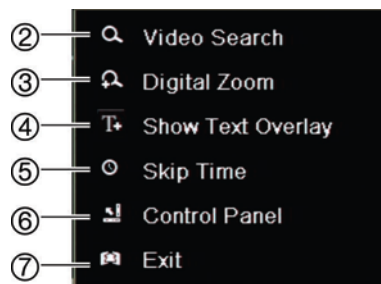 ② Video Search
③ Digital Zoom
④ T+ Show Text Overlay
⑤ Skip Time
⑥ Control Panel
⑦ Exit